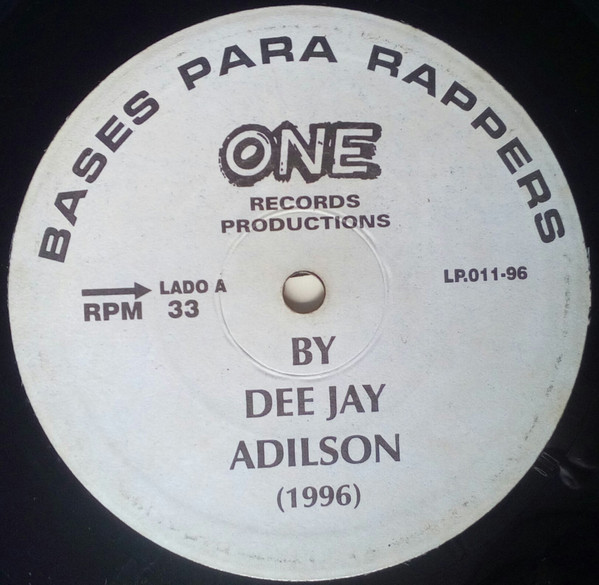 BASES PARA RAPPERS
ONE
RECORDS
PRODUCTIONS
LADO A
RPM 33
LP.011-96
BY
DEE JAY
ADILSON
(1996)